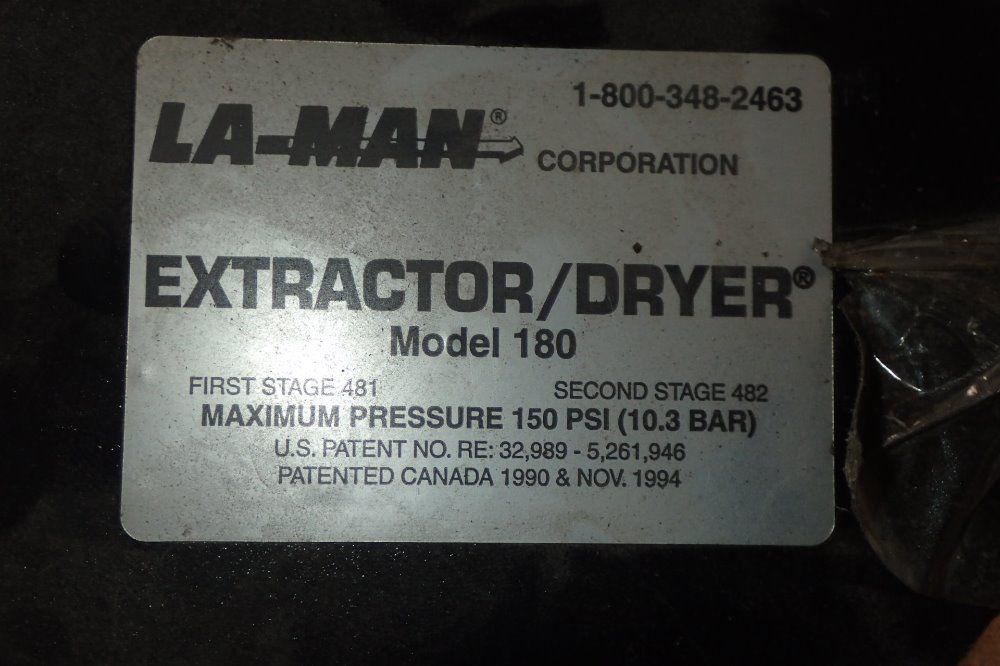 1-800-348-2463
LA-MAN® CORPORATION
EXTRACTOR/DRYER®
Model 180
FIRST STAGE 481 SECOND STAGE 482
MAXIMUM PRESSURE 150 PSI (10.3 BAR)
U.S. PATENT NO. RE: 32,989 - 5,261,946
PATENTED CANADA 1990 & NOV. 1994